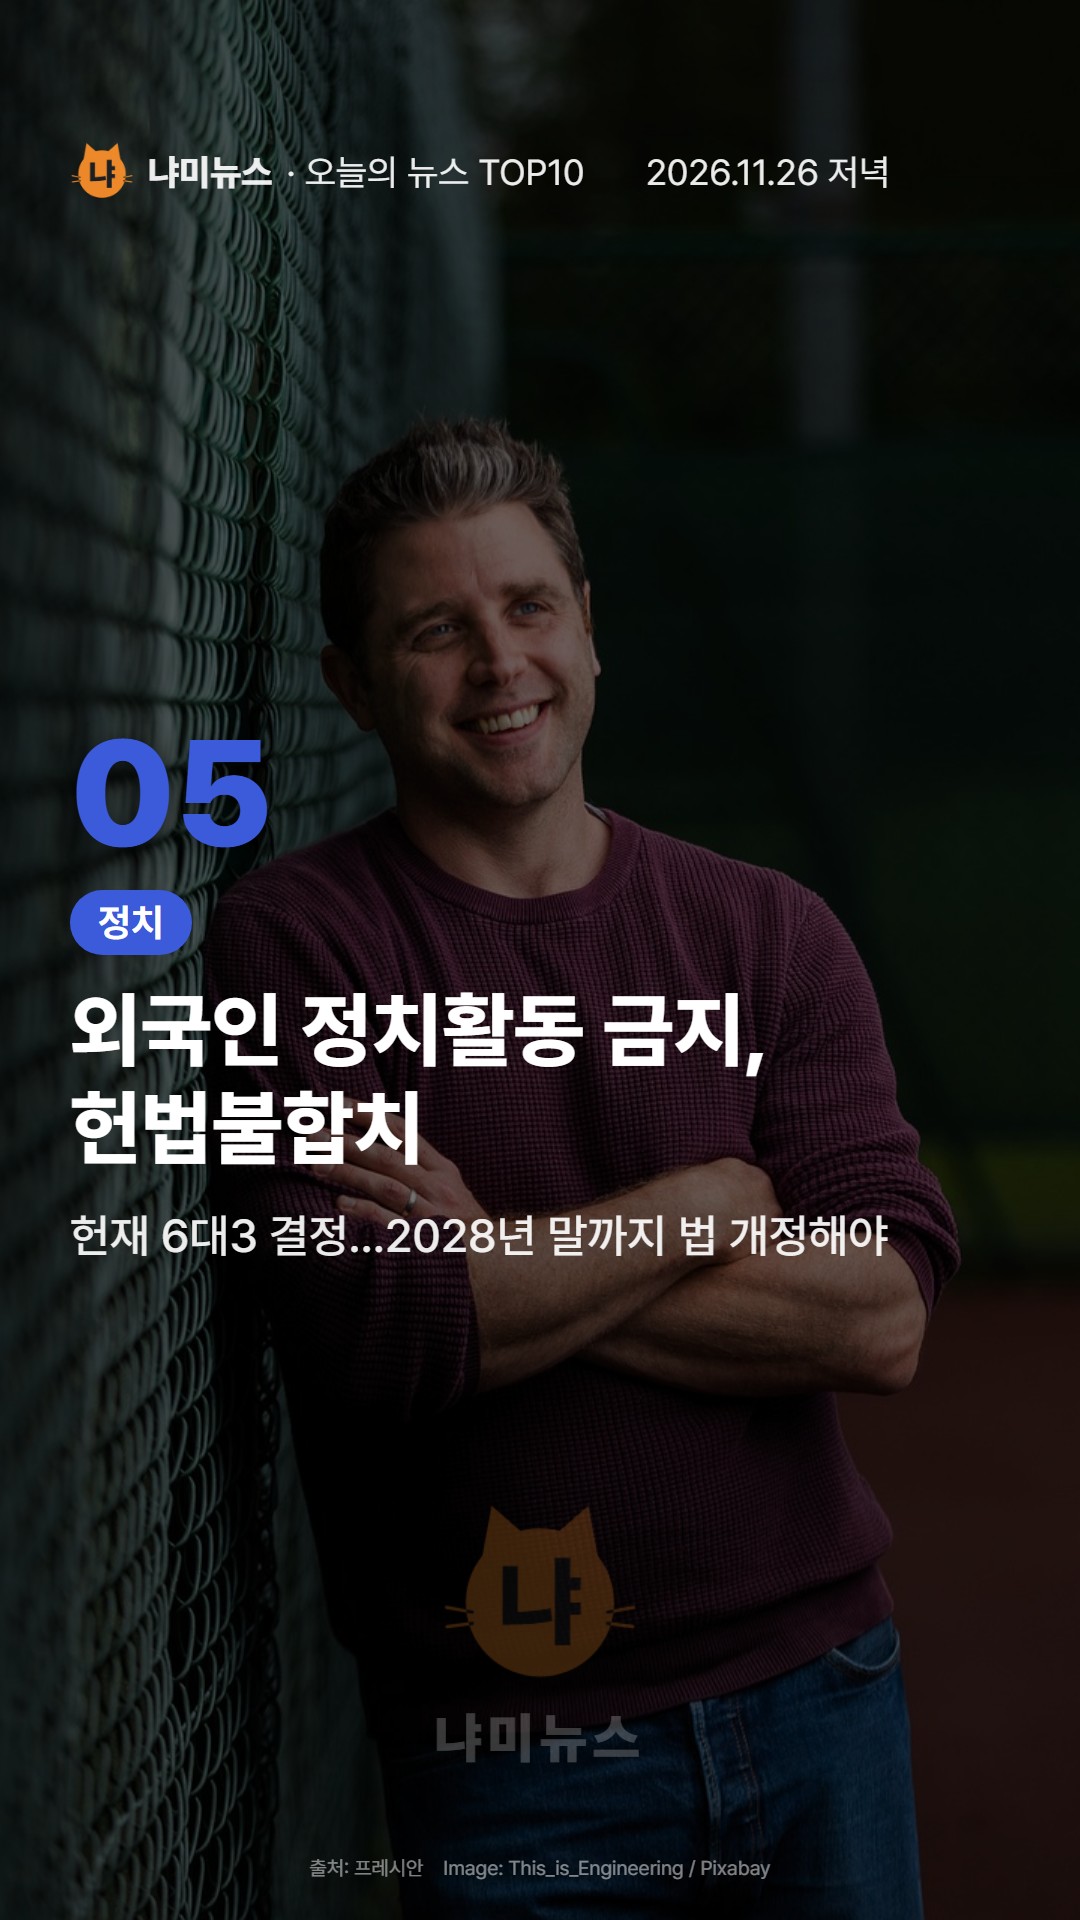 냐 냐미뉴스 · 오늘의 뉴스 TOP10 2026.11.26 저녁
05
정치
외국인 정치활동 금지,
헌법불합치
헌재 6대3 결정...2028년 말까지 법 개정해야
냐
냐미뉴스
출처: 프레시안 Image: This_is_Engineering / Pixabay